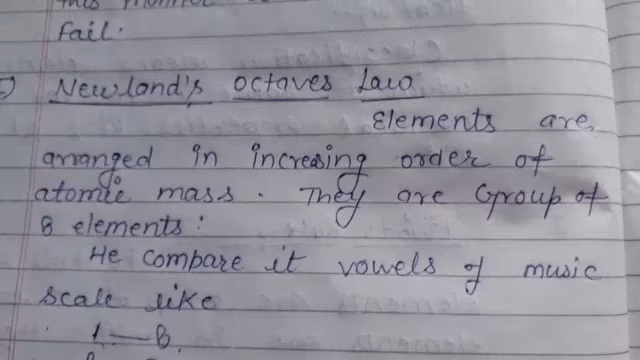 Fail.
5) Newland's octaves Law
Elements are
arranged in increasing order of
atomic mass. They are Group of
8 elements:
He compare it vowels of music
scale like
1 — 8